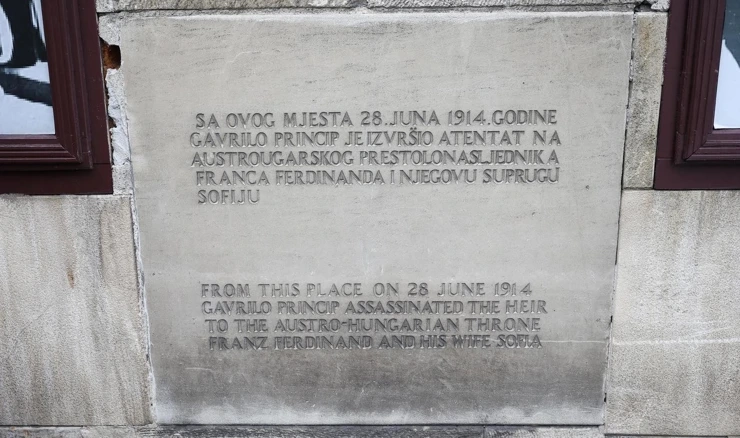 SA OVOG MJESTA 28. JUNA 1914. GODINE
GAVRILO PRINCIP JE IZVRŠIO ATENTAT NA
AUSTROUGARSKOG PRESTOLONASLJEDNIKA
FRANCA FERDINANDA I NJEGOVU SUPRUGU
SOFIJU
FROM THIS PLACE ON 28 JUNE 1914
GAVRILO PRINCIP ASSASSINATED THE HEIR
TO THE AUSTRO-HUNGARIAN THRONE
FRANZ FERDINAND AND HIS WIFE SOFIA